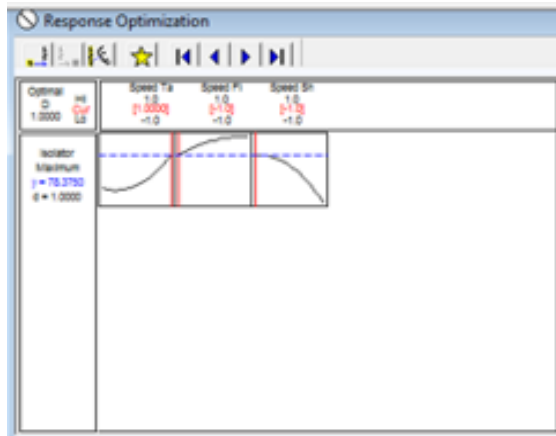 Response Optimization
Optimal
D
1.0000
Hi
Cur
Lo
Speed Ta
1.0
[1.0000]
-1.0
Speed Fl
1.0
[-1.0]
-1.0
Speed Sh
1.0
[-1.0]
-1.0
Isolator
Maximum
y = 78.3750
d = 1.0000